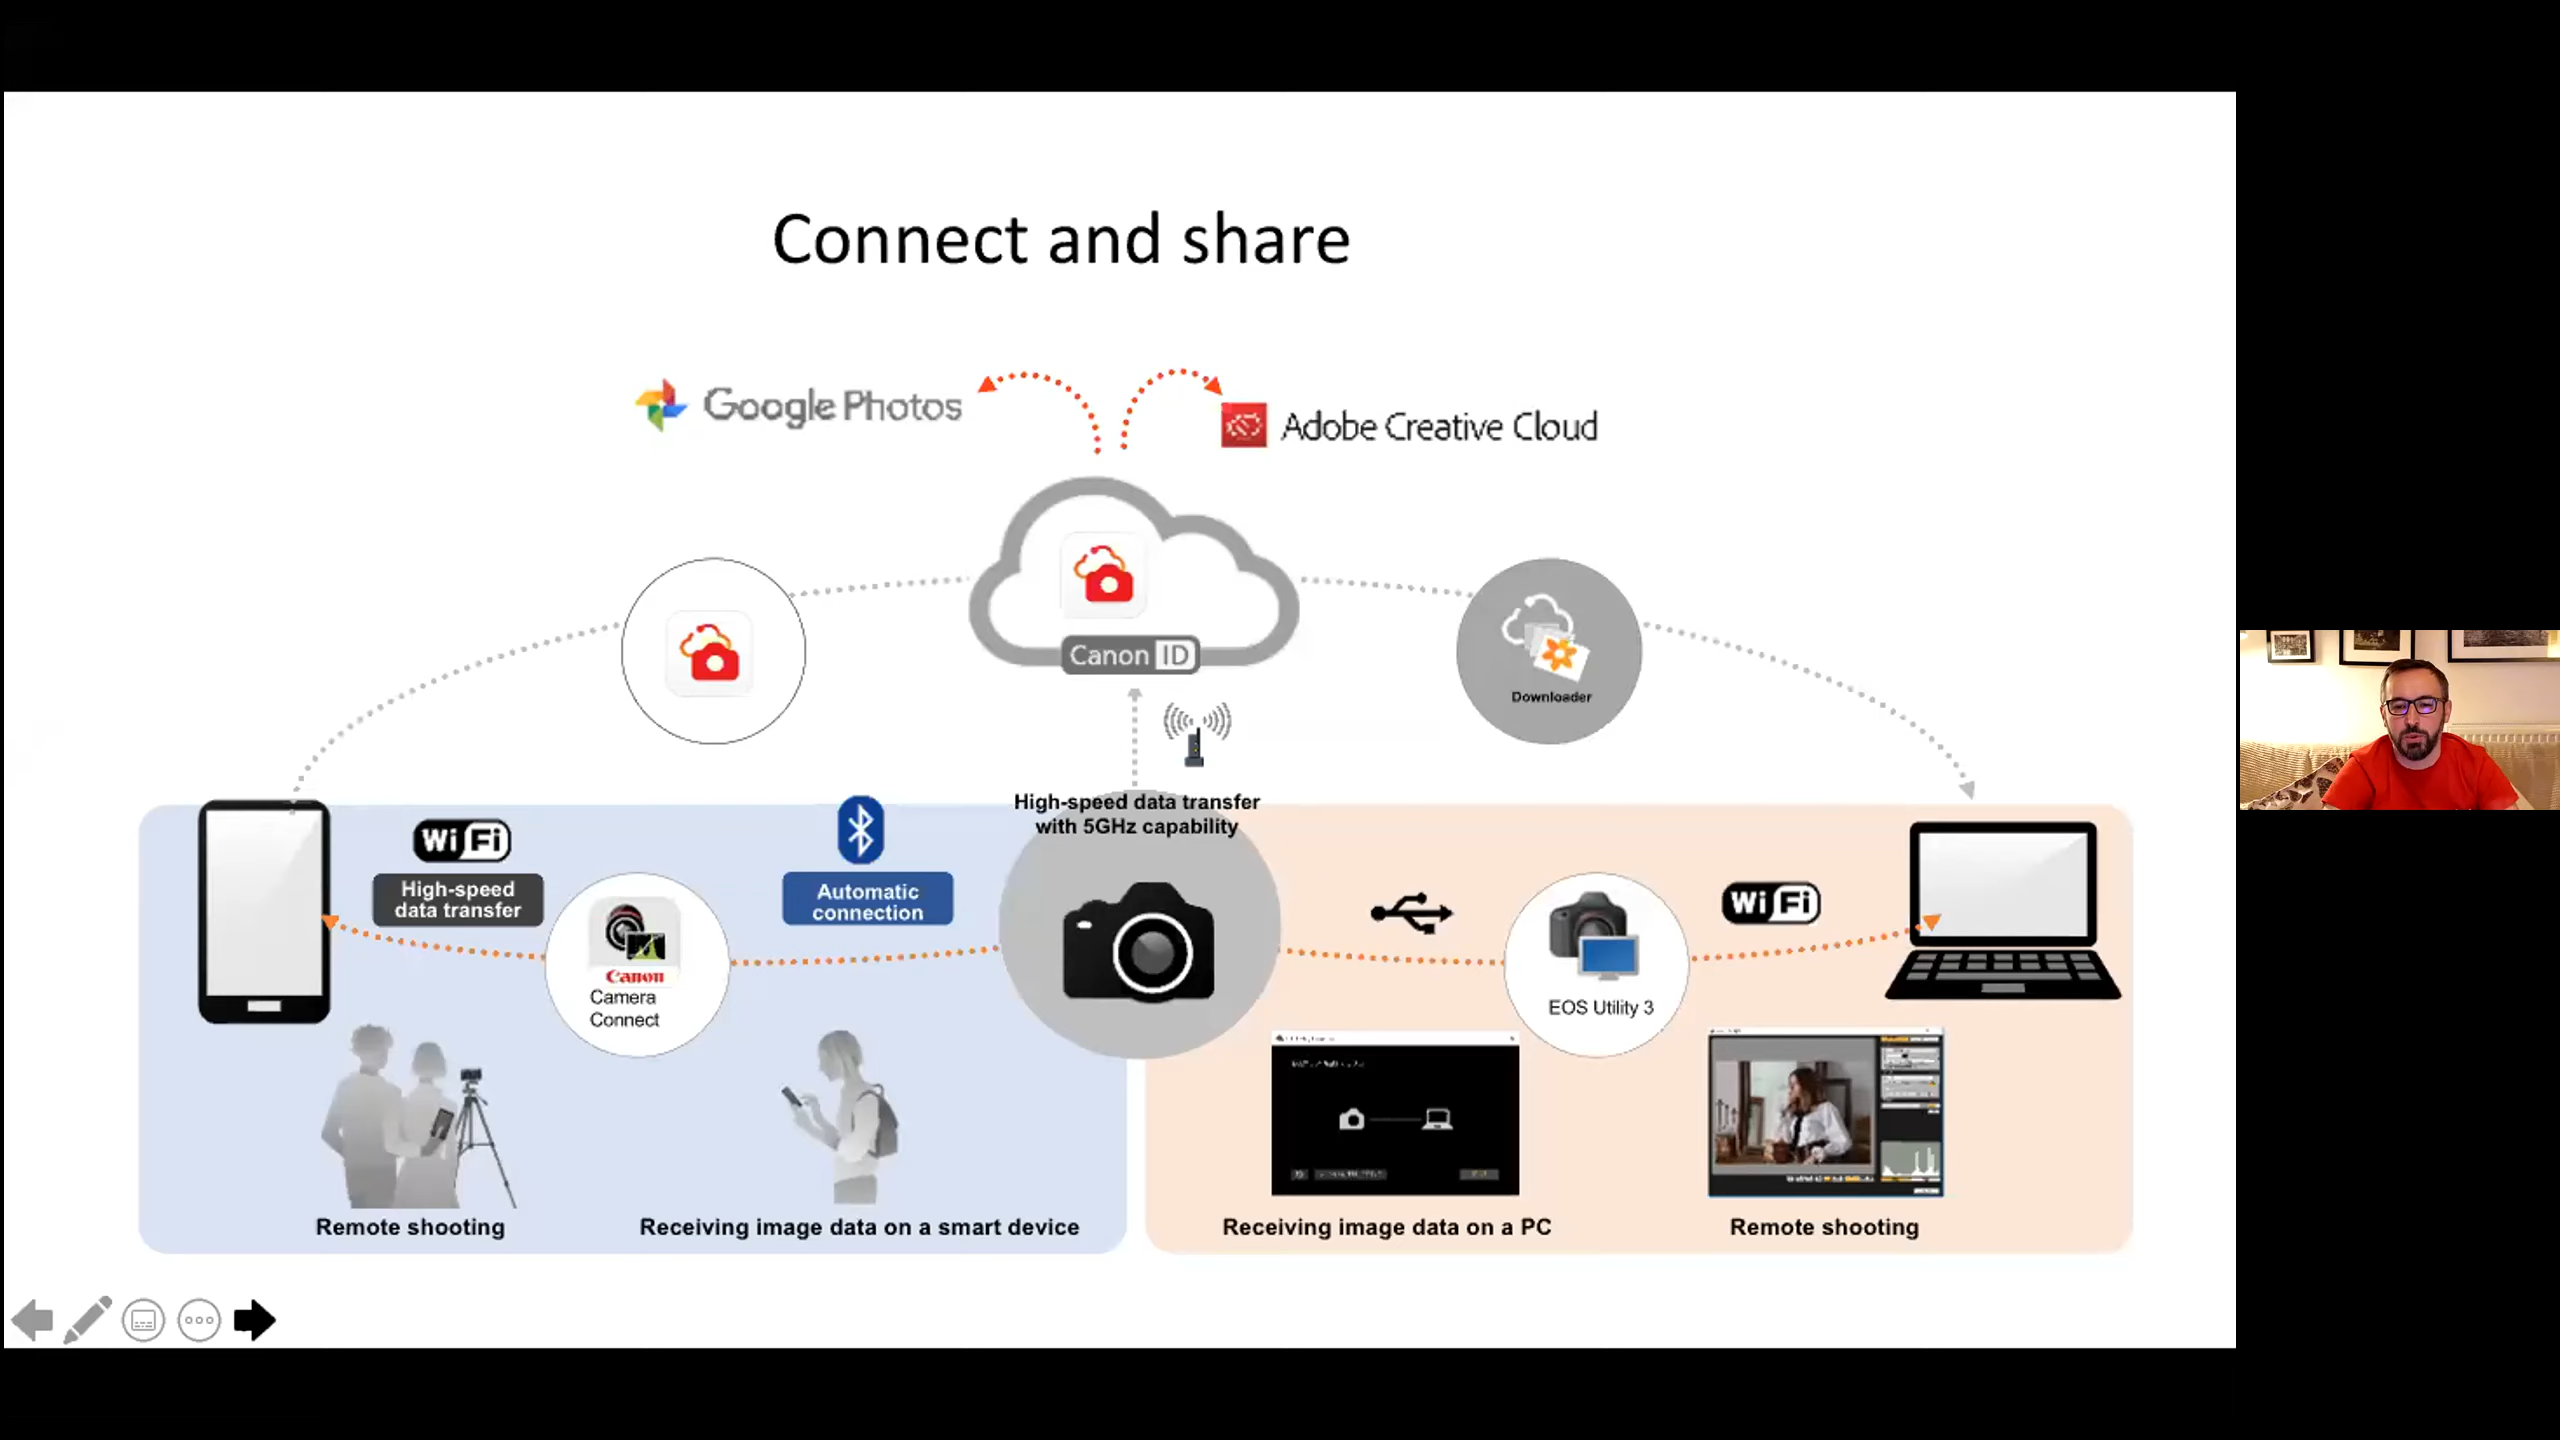 Connect and share
Google Photos
Adobe Creative Cloud
Canon ID
Downloader
High-speed data transfer
with 5GHz capability
Wi Fi
High-speed
data transfer
Automatic
connection
Wi Fi
Canon
Camera
Connect
EOS Utility 3
Remote shooting
Receiving image data on a smart device
Receiving image data on a PC
Remote shooting